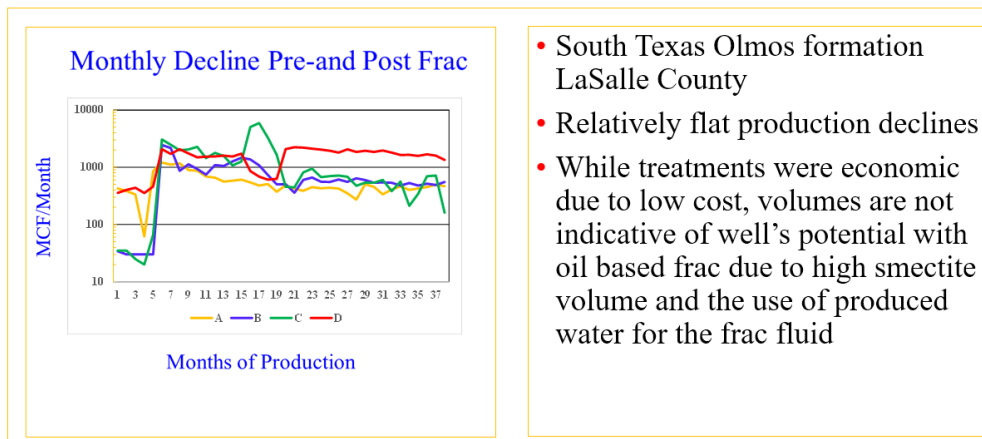 Monthly Decline Pre-and Post Frac
10000
1000
100
10
MCF/Month
1 3 5 7 9 11 13 15 17 19 21 23 25 27 29 31 33 35 37
A B C D
Months of Production
• South Texas Olmos formation
LaSalle County
• Relatively flat production declines
• While treatments were economic
due to low cost, volumes are not
indicative of well's potential with
oil based frac due to high smectite
volume and the use of produced
water for the frac fluid